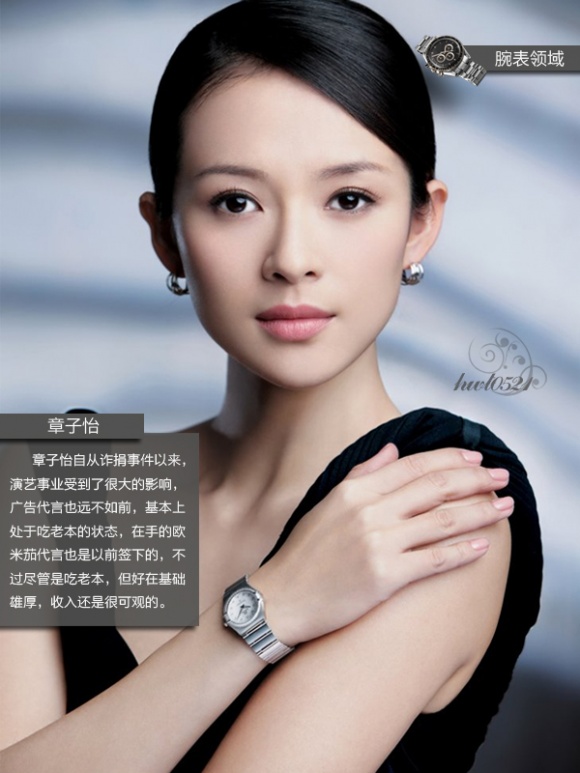 腕表领域
hwl0521
章子怡
章子怡自从诈捐事件以来,
演艺事业受到了很大的影响,
广告代言也远不如前,基本上
处于吃老本的状态,在手的欧
米茄代言也是以前签下的,不
过尽管是吃老本,但好在基础
雄厚,收入还是很可观的。